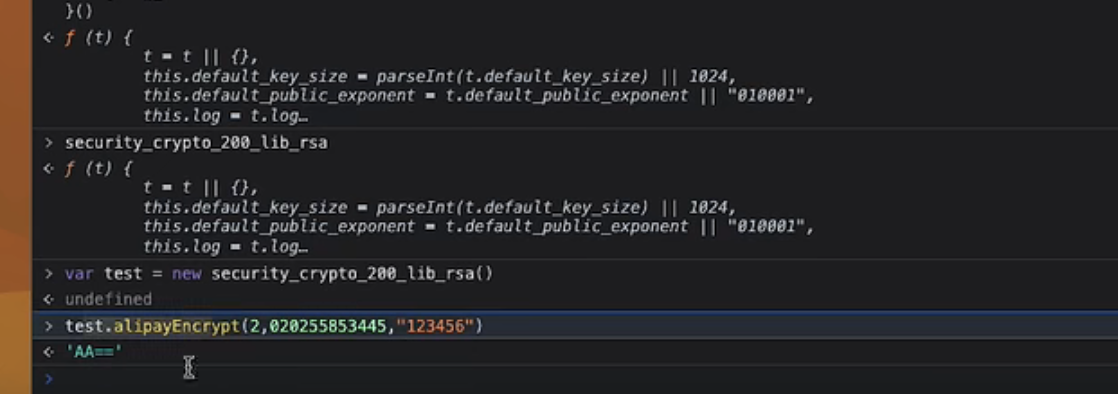 }()
< f (t) {
t = t || {},
this.default_key_size = parseInt(t.default_key_size) || 1024,
this.default_public_exponent = t.default_public_exponent || "010001",
this.log = t.log…
> security_crypto_200_lib_rsa
< f (t) {
t = t || {},
this.default_key_size = parseInt(t.default_key_size) || 1024,
this.default_public_exponent = t.default_public_exponent || "010001",
this.log = t.log…
> var test = new security_crypto_200_lib_rsa()
< undefined
> test.alipayEncrypt(2,020255853445,"123456")
< 'AA=='
>